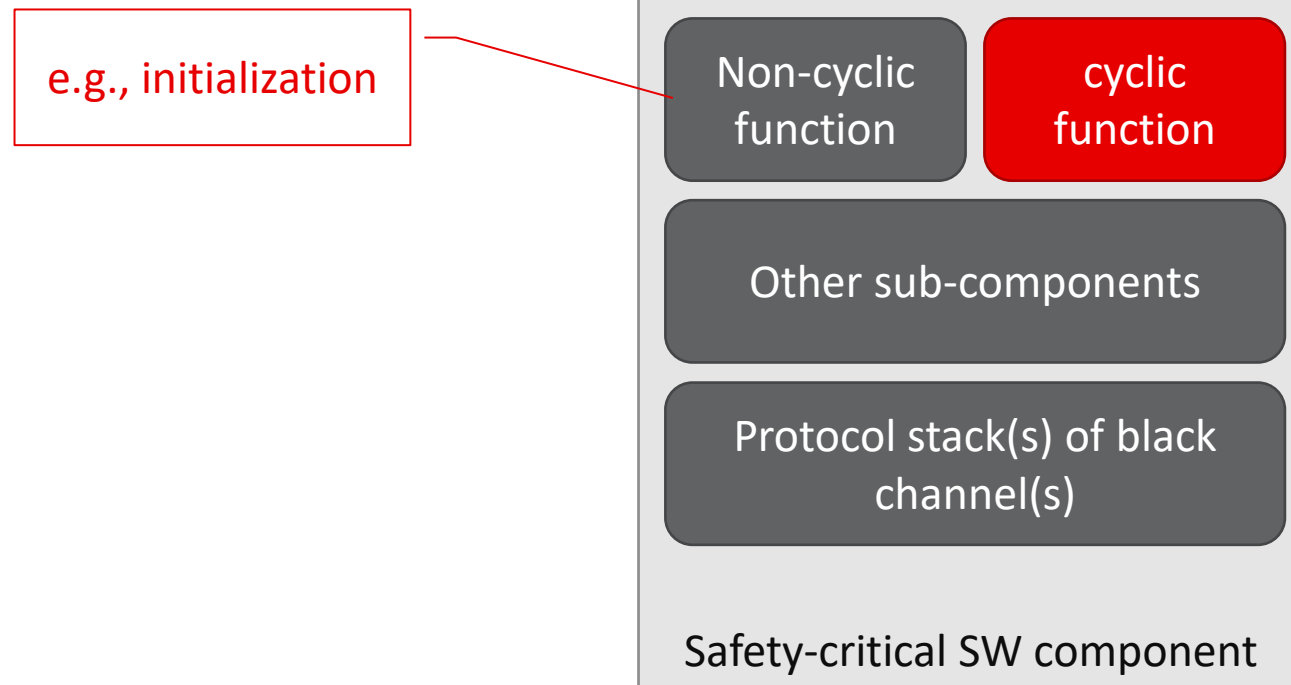 e.g., initialization
Non-cyclic
function
cyclic
function
Other sub-components
Protocol stack(s) of black
channel(s)
Safety-critical SW component